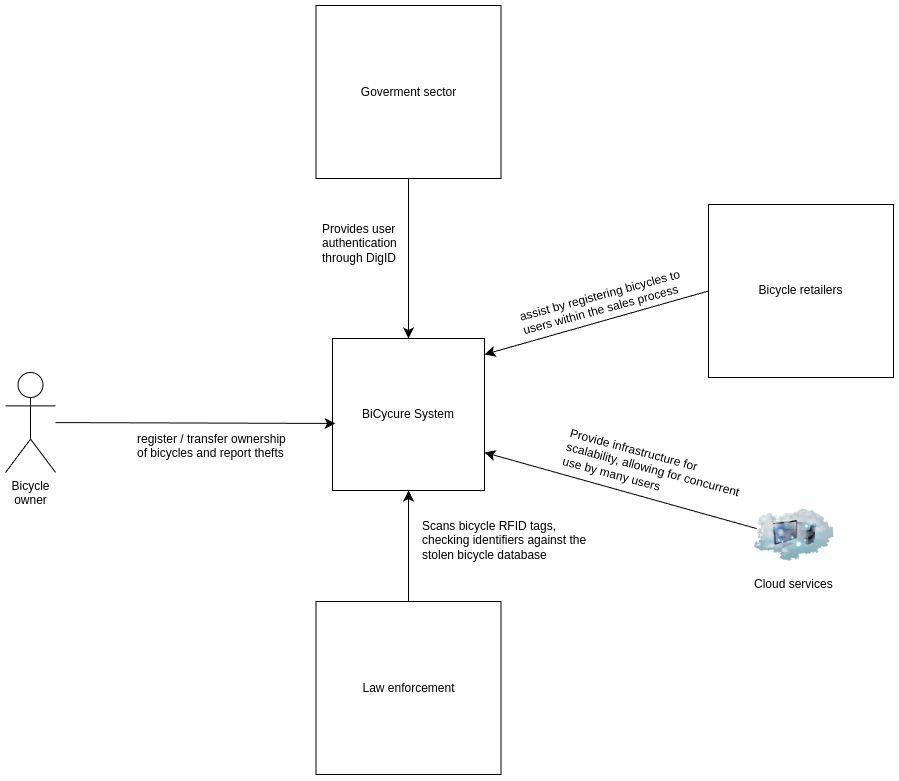 Goverment sector
Provides user
authentication
through DigID
assist by registering bicycles to
users within the sales process
Bicycle retailers
BiCycure System
register / transfer ownership
of bicycles and report thefts
Bicycle
owner
Provide infrastructure for
scalability, allowing for concurrent
use by many users
Scans bicycle RFID tags,
checking identifiers against the
stolen bicycle database
Cloud services
Law enforcement